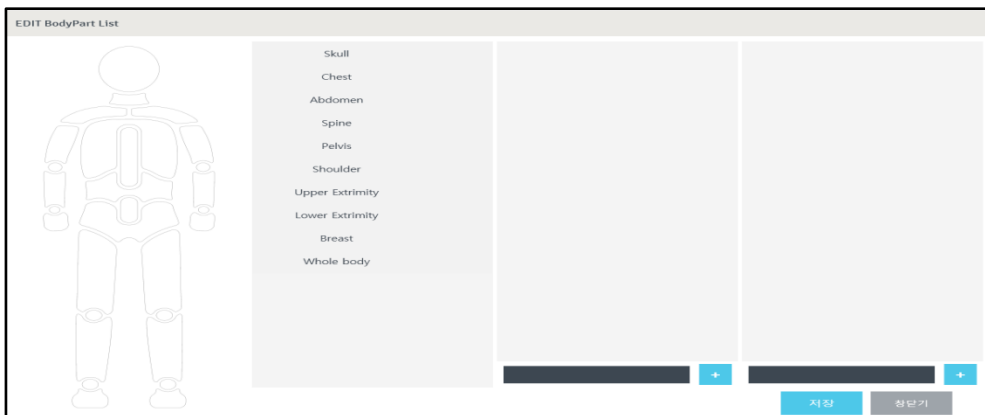 EDIT BodyPart List
Skull
Chest
Abdomen
Spine
Pelvis
Shoulder
Upper Extrimity
Lower Extrimity
Breast
Whole body
+ +
저장 창닫기